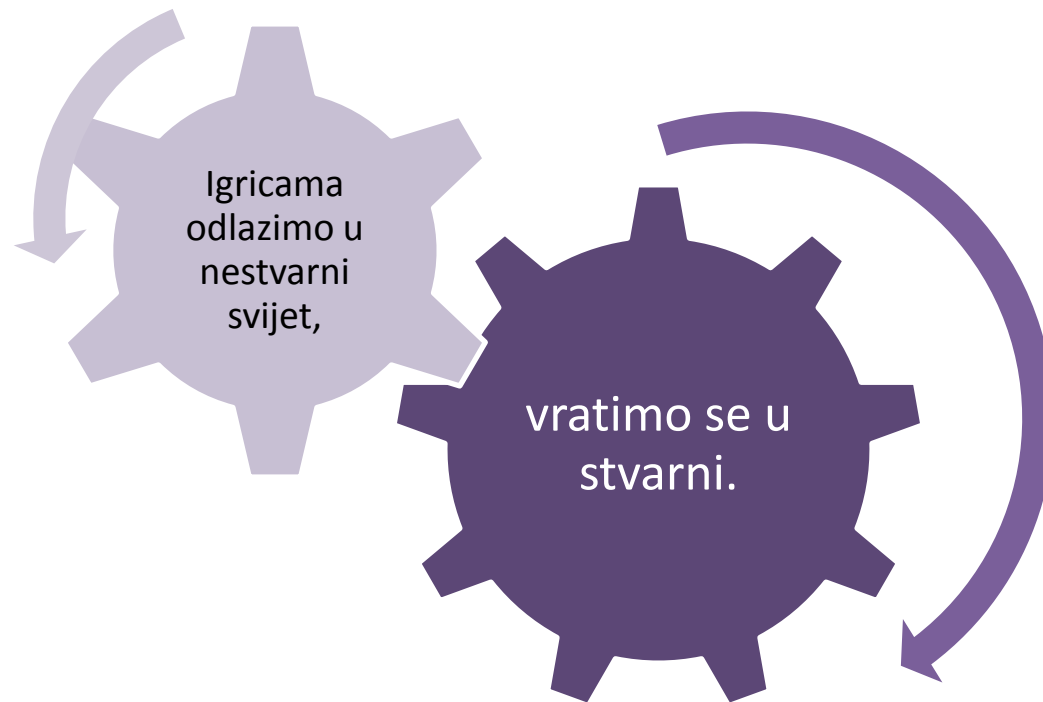 Igricama
odlazimo u
nestvarni
svijet,
vratimo se u
stvarni.